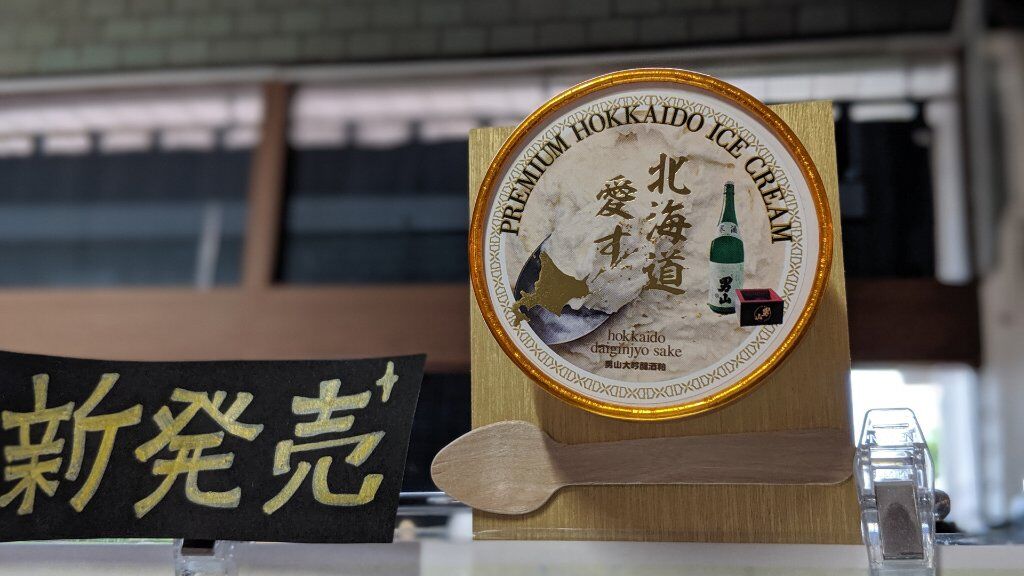 新発売
PREMIUM HOKKAIDO ICE CREAM
北海道
愛す
男山
hokkaido
daiginjyo sake
男山大吟醸酒粕